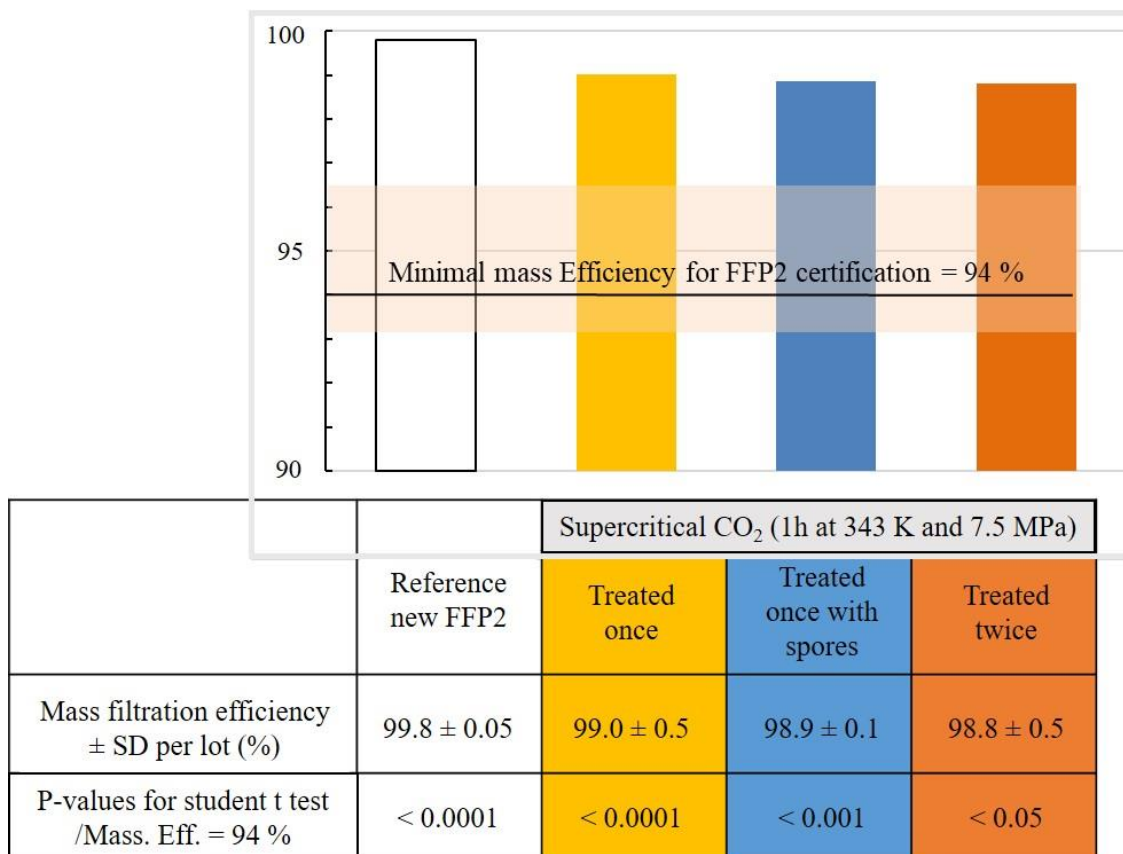 100
95
Minimal mass Efficiency for FFP2 certification = 94 %
90
Supercritical CO₂ (1h at 343 K and 7.5 MPa)
Reference
new FFP2
Treated
once
Treated
once with
spores
Treated
twice
Mass filtration efficiency
± SD per lot (%)
99.8 ± 0.05
99.0 ± 0.5
98.9 ± 0.1
98.8 ± 0.5
P-values for student t test
/Mass. Eff. = 94 %
< 0.0001
< 0.0001
< 0.001
< 0.05